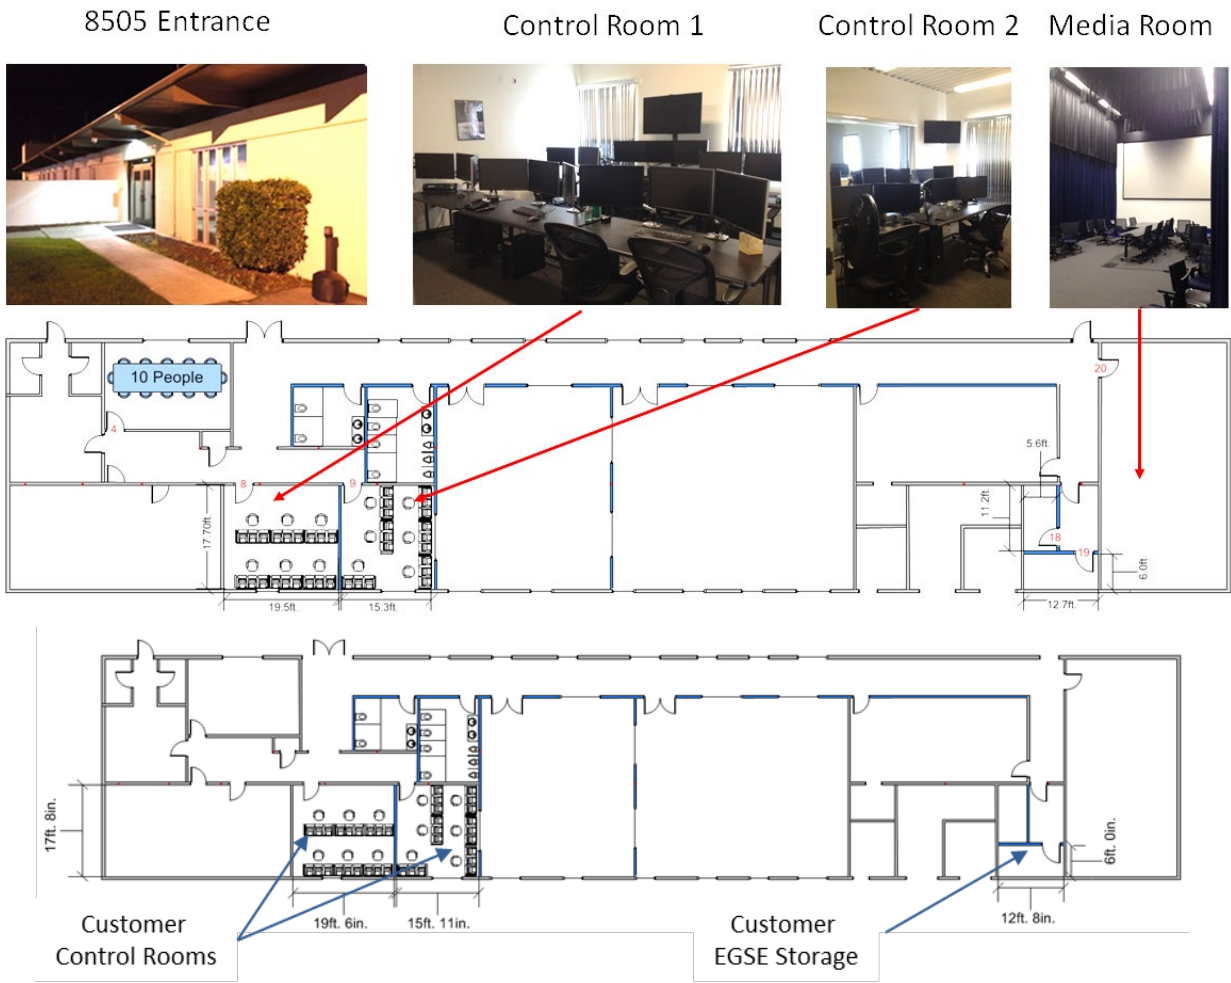 8505 Entrance
Control Room 1
Control Room 2
Media Room
10 People
4
20
5.6ft.
8
9
17.70ft.
11.2ft.
18
19
6.0ft.
19.5ft.
15.3ft.
12.7ft.
17ft. 8in.
6ft. 0in.
19ft. 6in.
15ft. 11in.
12ft. 8in.
Customer
Control Rooms
Customer
EGSE Storage